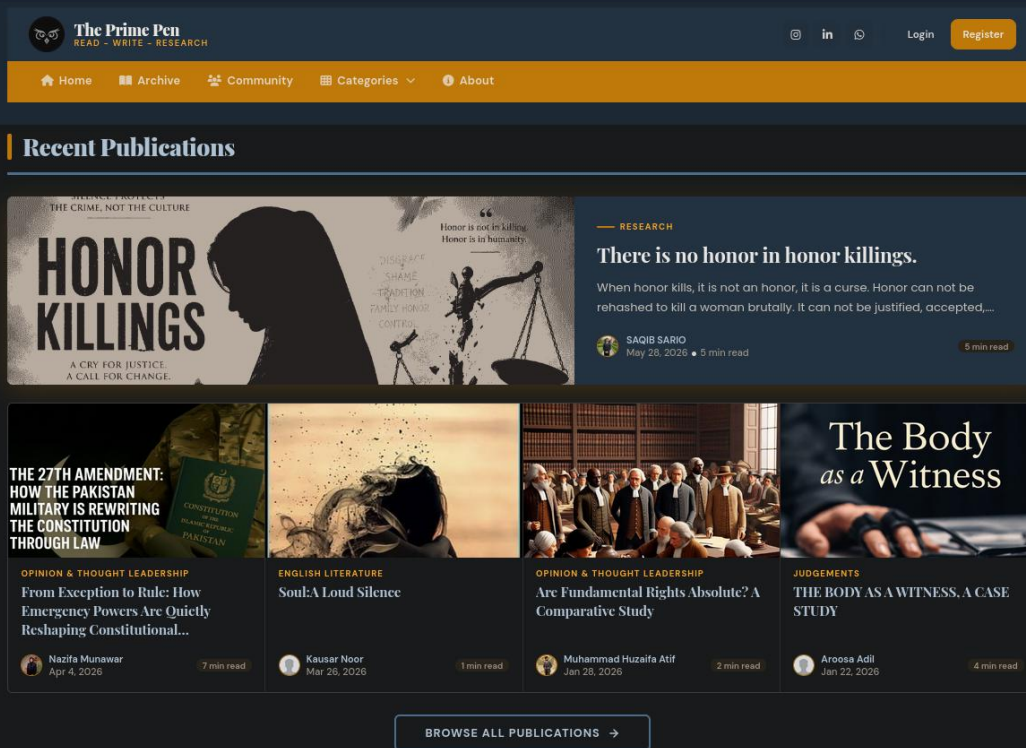 The Prime Pen
READ - WRITE - RESEARCH
Login
Register
Home
Archive
Community
Categories
About
Recent Publications
SILENCE PROTECTS
THE CRIME, NOT THE CULTURE
HONOR
KILLINGS
A CRY FOR JUSTICE.
A CALL FOR CHANGE.
“
Honor is not in killing.
Honor is in humanity.
DISGRACE
SHAME
TRADITION
FAMILY HONOR
CONTROL
RESEARCH
There is no honor in honor killings.
When honor kills, it is not an honor, it is a curse. Honor can not be
rehashed to kill a woman brutally. It can not be justified, accepted,...
SAQIB SARIO
May 28, 2026 ● 5 min read
5 min read
THE 27TH AMENDMENT:
HOW THE PAKISTAN
MILITARY IS REWRITING
THE CONSTITUTION
THROUGH LAW
CONSTITUTION
OF THE
ISLAMIC REPUBLIC
OF
PAKISTAN
OPINION & THOUGHT LEADERSHIP
From Exception to Rule: How
Emergency Powers Are Quietly
Reshaping Constitutional...
Nazifa Munawar
Apr 4, 2026
7 min read
ENGLISH LITERATURE
Soul:A Loud Silence
Kausar Noor
Mar 26, 2026
1 min read
OPINION & THOUGHT LEADERSHIP
Are Fundamental Rights Absolute? A
Comparative Study
Muhammad Huzaifa Atif
Jan 28, 2026
2 min read
The Body
as a Witness
JUDGEMENTS
THE BODY AS A WITNESS, A CASE
STUDY
Aroosa Adil
Jan 22, 2026
4 min read
BROWSE ALL PUBLICATIONS →